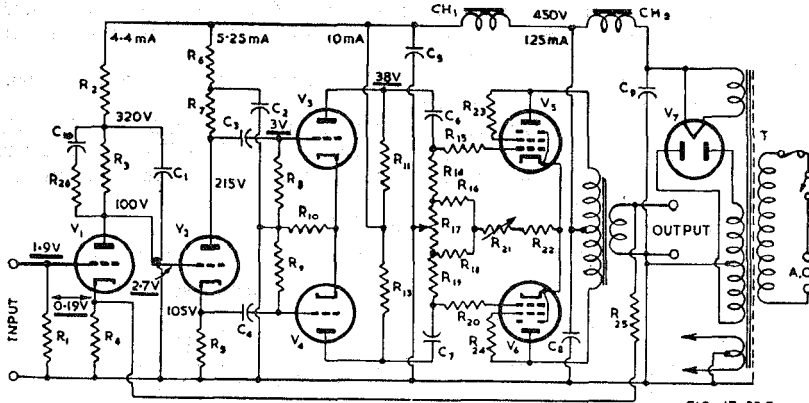 CH1 450V CH2
4.4mA 5.25mA 10mA 125mA
R2 R6 C5
R7 38V C9
320V C2 V3 C6 R23 V5 V7 T
C10 C3 3V R15
R3 C1 R11 R14
R26 R8 R16
100V 215V R10 R17 R21 R22 OUTPUT
V1 V2 R9 R18 A.C.
1.9V 2.7V R13 R19
0.19V 105V C4 R20 R25
INPUT R1 R4 R5 V4 C7 R24 V6 C8